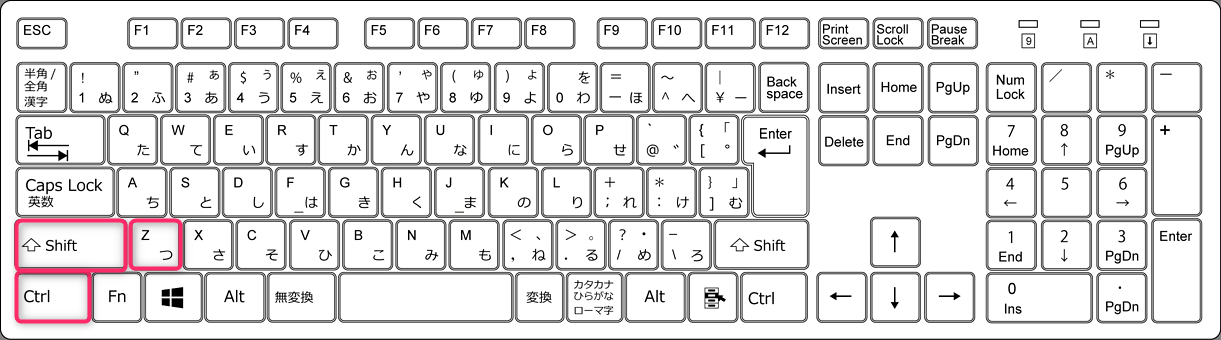 ESC F1 F2 F3 F4 F5 F6 F7 F8 F9 F10 F11 F12 Print Screen Scroll Lock Pause Break 9 A ⬇
半角/全角 漢字 ! 1 ぬ " 2 ふ # ぁ 3 あ $ ぅ 4 う % ぇ 5 え & ぉ 6 お ' ゃ 7 や ( ゅ 8 ゆ ) ょ 9 よ を 0 わ = ー ほ ~ ^ へ | ¥ ー Back space Insert Home PgUp Num Lock / * ー
Tab Q た W て E い R す T か Y ん U な I に O ら P せ ` @ ゛ { 「 [ ° Enter Delete End PgDn 7 Home 8 ↑ 9 PgUp +
Caps Lock 英数 A ち S と D し F _は G き H く J _ま K の L り + ; れ * : け } 」 ] む 4 ← 5 6 →
Shift Z つ X さ C そ V ひ B こ N み M も < 、 , ね > 。 . る ? ・ / め _ \ ろ Shift ↑ 1 End 2 ↓ 3 PgDn Enter
Ctrl Fn Alt 無変換 変換 カタカナ ひらがな ローマ字 Alt Ctrl ← ↓ → 0 Ins . PgDn